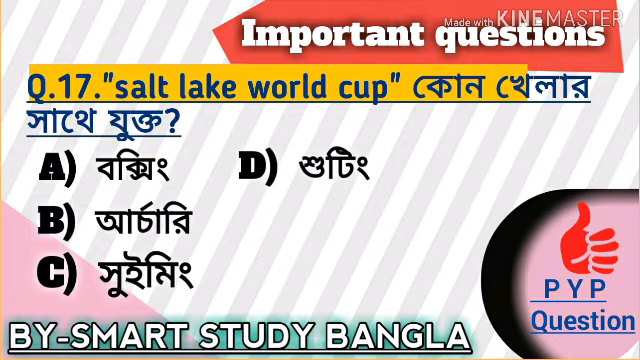 Made with KINEMASTER
Important questions
Q.17."salt lake world cup" কোন খেলার
সাথে যুক্ত?
A) বক্সিং
D) শুটিং
B) আর্চারি
C) সুইমিং
P Y P
Question
BY-SMART STUDY BANGLA